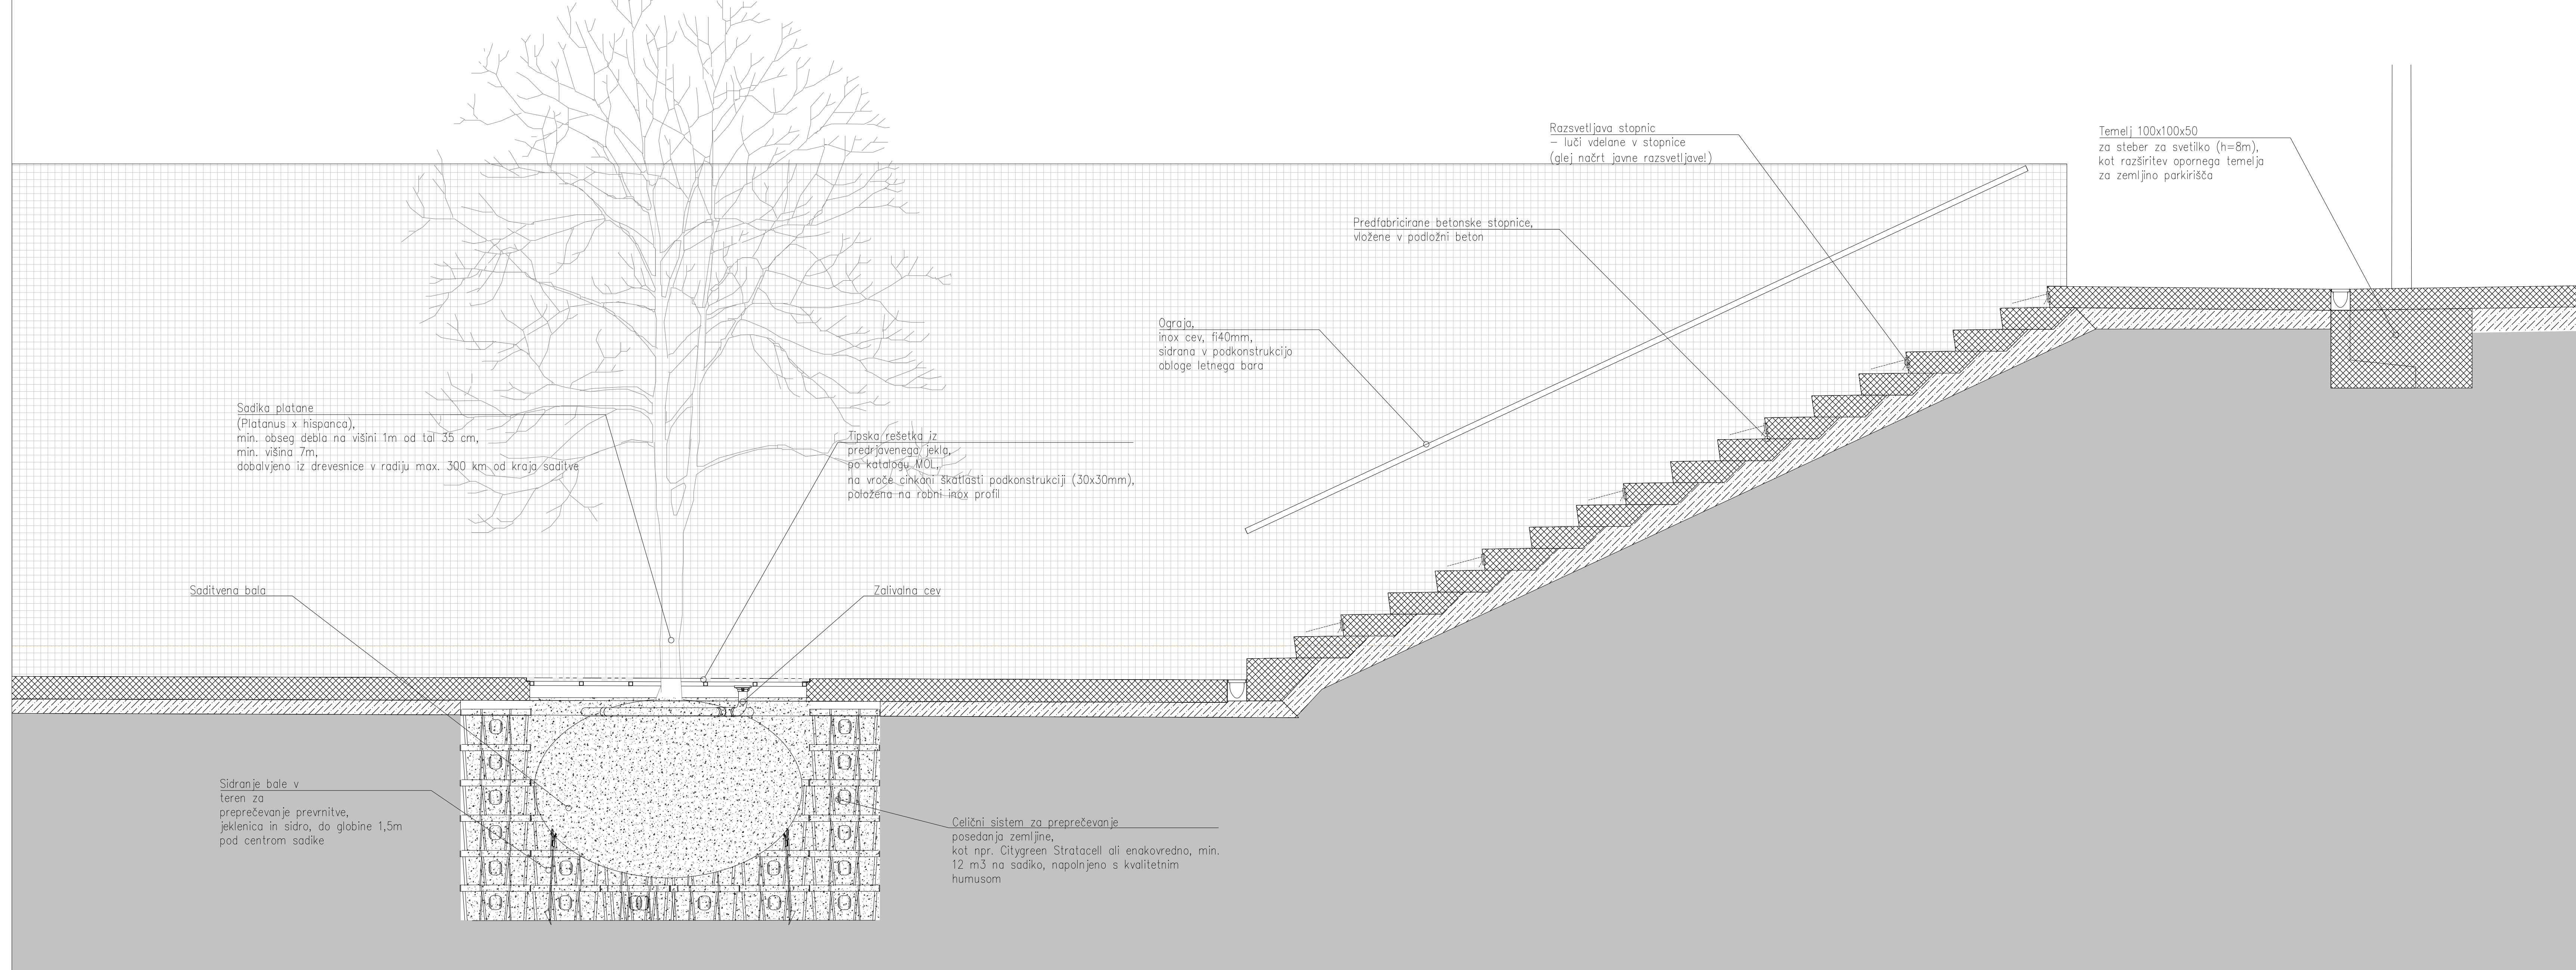 Razsvetljava stopnic
– luči vdelane v stopnice
(glej načrt javne razsvetljave!)
Temelj 100x100x50
za steber za svetilko (h=8m),
kot razširitev opornega temelja
za zemljino parkirišča
Predfabricirane betonske stopnice,
vložene v podložni beton
Ograja,
inox cev, fi40mm,
sidrana v podkonstrukcijo
obloge letnega bara
Sadika platane
(Platanus x hispanca),
min. obseg debla na višini 1m od tal 35 cm,
min. višina 7m,
dobalvjeno iz drevesnice v radiju max. 300 km od kraja saditve
Tipska rešetka iz
predrjavenega jekla,
po katalogu MOL,
na vroče cinkani škatlasti podkonstrukciji (30x30mm),
položena na robni inox profil
Saditvena bala
Zalivalna cev
Sidranje bale v
teren za
preprečevanje prevrnitve,
jeklenica in sidro, do globine 1,5m
pod centrom sadike
Celični sistem za preprečevanje
posedanja zemljine,
kot npr. Citygreen Stratacell ali enakovredno, min.
12 m3 na sadiko, napolnjeno s kvalitetnim
humusom